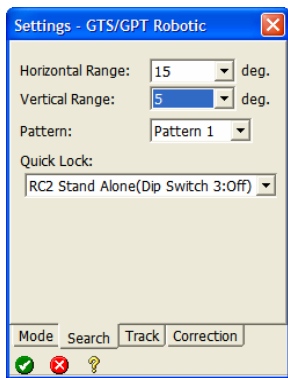 Settings - GTS/GPT Robotic
Horizontal Range: 15 deg.
Vertical Range: 5 deg.
Pattern: Pattern 1
Quick Lock:
RC2 Stand Alone(Dip Switch 3:Off)
Mode Search Track Correction